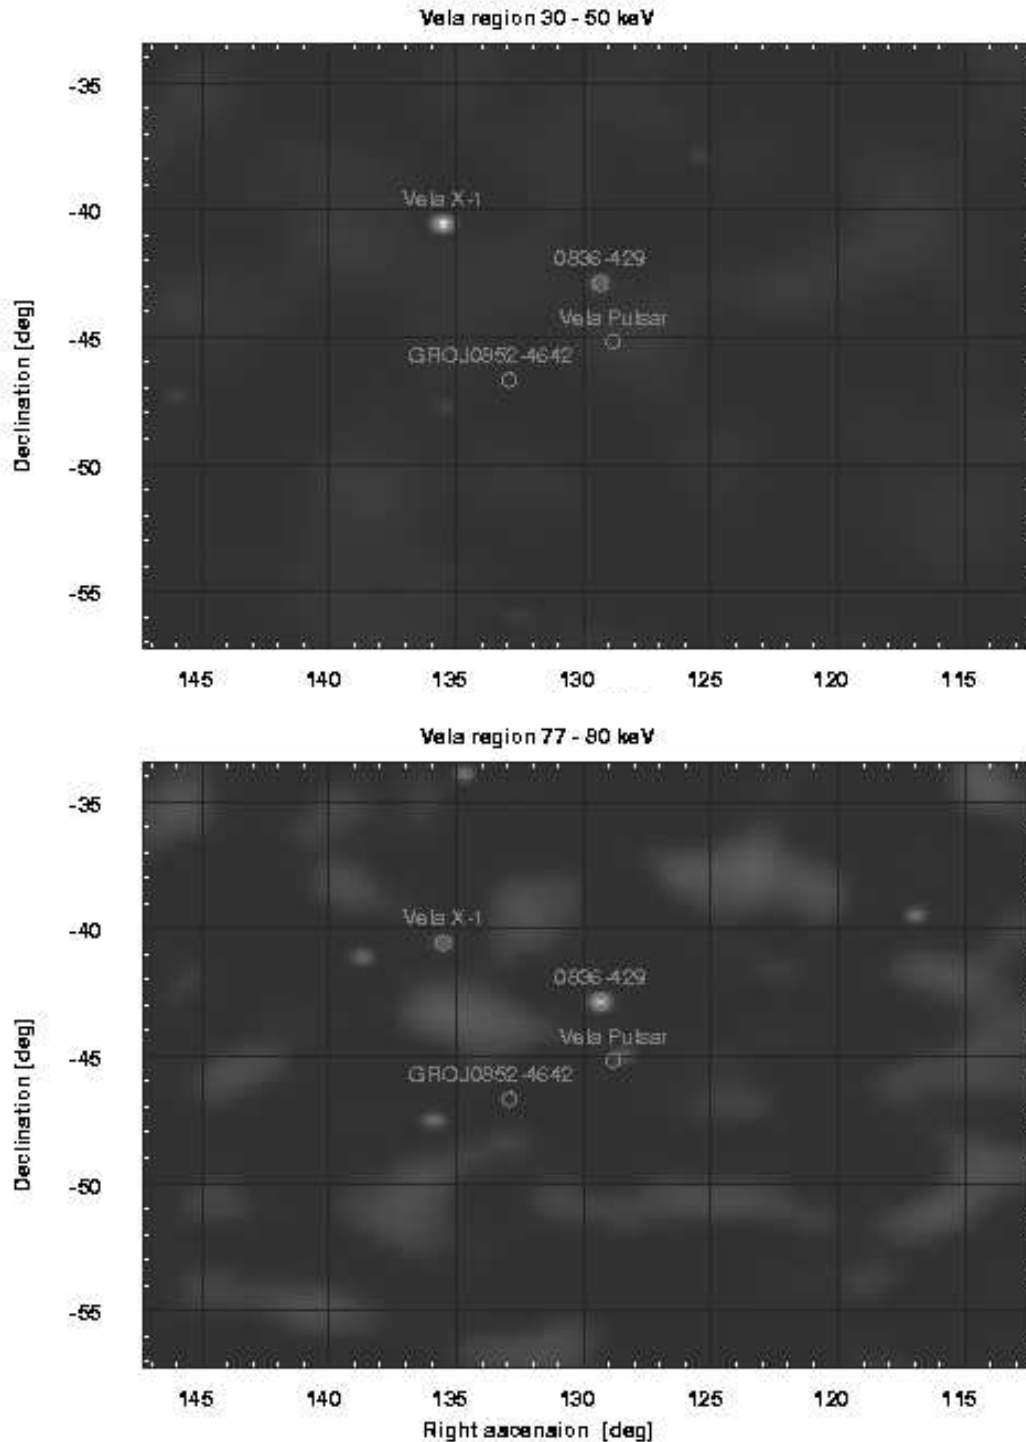 Vela region 30 - 50 keV
-35
-40
-45
-50
-55
Declination [deg]
Vela X-1
0836-429
Vela Pulsar
GROJ0852-4642
145 140 135 130 125 120 115
Vela region 77 - 80 keV
-35
-40
-45
-50
-55
Declination [deg]
Vela X-1
0836-429
Vela Pulsar
GROJ0852-4642
145 140 135 130 125 120 115
Right ascension [deg]